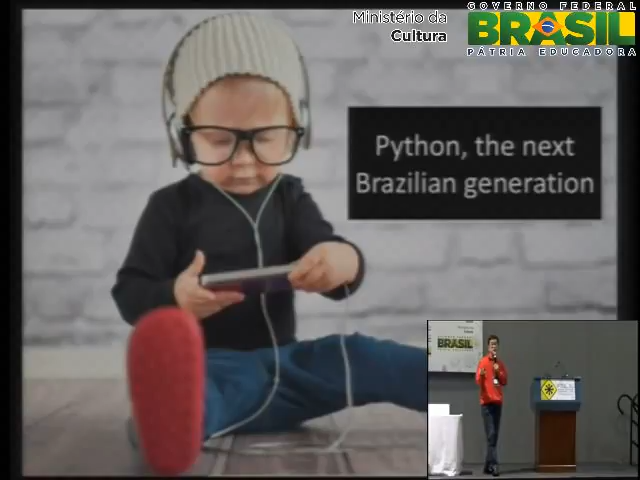 Ministério da
Cultura
GOVERNO FEDERAL
BRASIL
PÁTRIA EDUCADORA
Python, the next
Brazilian generation
BRASIL